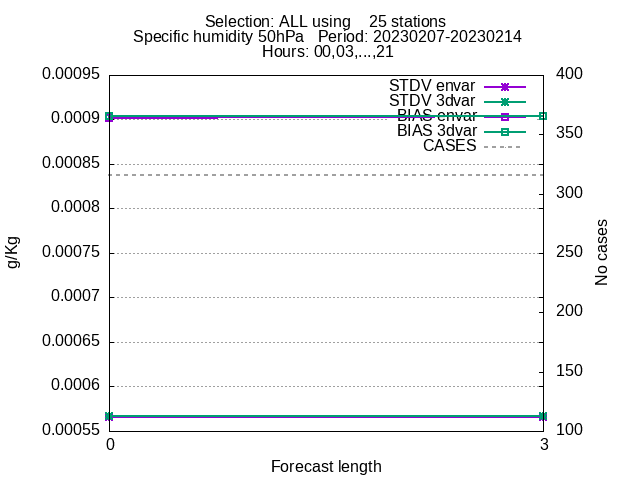 Selection: ALL using    25 stations
Specific humidity 50hPa   Period: 20230207-20230214
Hours: 00,03,...,21
0.00095
0.0009
0.00085
0.0008
0.00075
0.0007
0.00065
0.0006
0.00055
g/Kg
STDV envar
STDV 3dvar
BIAS envar
BIAS 3dvar
CASES
400
350
300
250
200
150
100
No cases
0
3
Forecast length